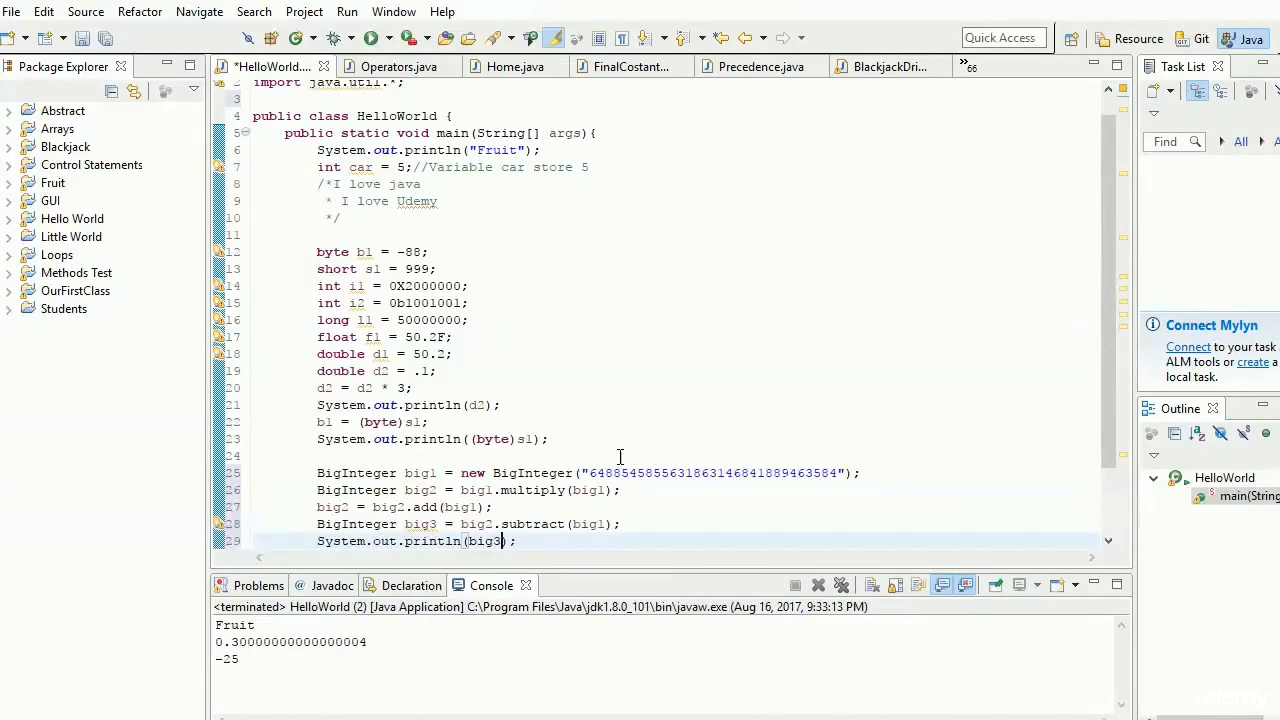 File Edit Source Refactor Navigate Search Project Run Window Help
Quick Access Resource Git Java
Package Explorer
*HelloWorld.... Operators.java Home.java FinalCostant... Precedence.java BlackjackDri... »66
Task List
Abstract
Arrays
Blackjack
Control Statements
Fruit
GUI
Hello World
Little World
Loops
Methods Test
OurFirstClass
Students
2 import java.util.*;
3
4 public class HelloWorld {
5 public static void main(String[] args){
6 System.out.println("Fruit");
7 int car = 5;//Variable car store 5
8 /*I love java
9 * I love Udemy
10 */
11
12 byte b1 = -88;
13 short s1 = 999;
14 int i1 = 0X2000000;
15 int i2 = 0b1001001;
16 long l1 = 50000000;
17 float f1 = 50.2F;
18 double d1 = 50.2;
19 double d2 = .1;
20 d2 = d2 * 3;
21 System.out.println(d2);
22 b1 = (byte)s1;
23 System.out.println((byte)s1);
24
25 BigInteger big1 = new BigInteger("64885458556318631468418894635​84");
26 BigInteger big2 = big1.multiply(big1);
27 big2 = big2.add(big1);
28 BigInteger big3 = big2.subtract(big1);
29 System.out.println(big3);
Find All A
Connect Mylyn
Connect to your task
ALM tools or create a
local task.
Outline
HelloWorld
main(String
Problems Javadoc Declaration Console
<terminated> HelloWorld (2) [Java Application] C:\Program Files\Java\jdk1.8.0_101\bin\javaw.exe (Aug 16, 2017, 9:33:13 PM)
Fruit
0.30000000000000004
-25
udemy